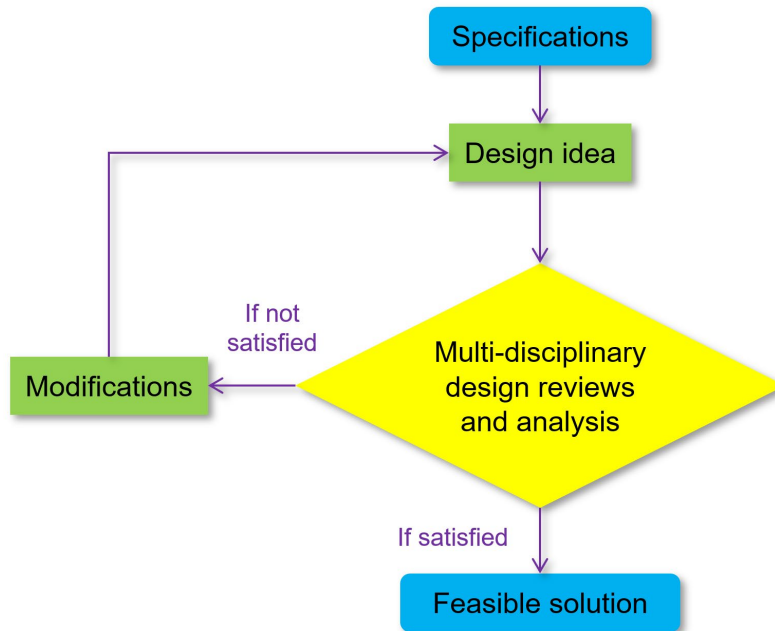 Specifications
Design idea
If not
satisfied
Modifications
Multi-disciplinary
design reviews
and analysis
If satisfied
Feasible solution